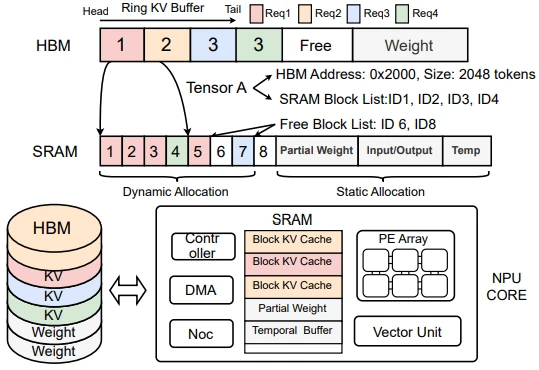 Head Ring KV Buffer Tail Req1 Req2 Req3 Req4
HBM 1 2 3 3 Free Weight
Tensor A HBM Address: 0x2000, Size: 2048 tokens
SRAM Block List:ID1, ID2, ID3, ID4
Free Block List: ID 6, ID8
SRAM 1 2 3 4 5 6 7 8 Partial Weight Input/Output Temp
Dynamic Allocation Static Allocation
HBM
KV
KV
KV
Weight
Weight
SRAM
Contr
oller
DMA
Noc
Block KV Cache
Block KV Cache
Block KV Cache
Partial Weight
Temporal Buffer
PE Array
Vector Unit
NPU
CORE